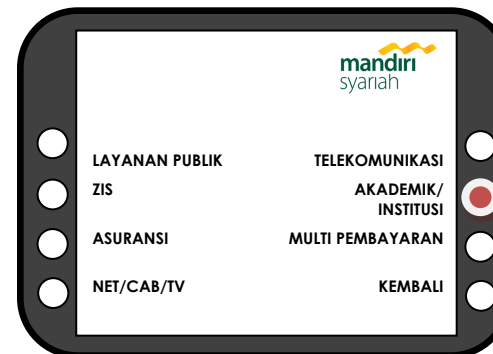 mandiri
syariah
LAYANAN PUBLIK
TELEKOMUNIKASI
ZIS
AKADEMIK/
INSTITUSI
ASURANSI
MULTI PEMBAYARAN
NET/CAB/TV
KEMBALI